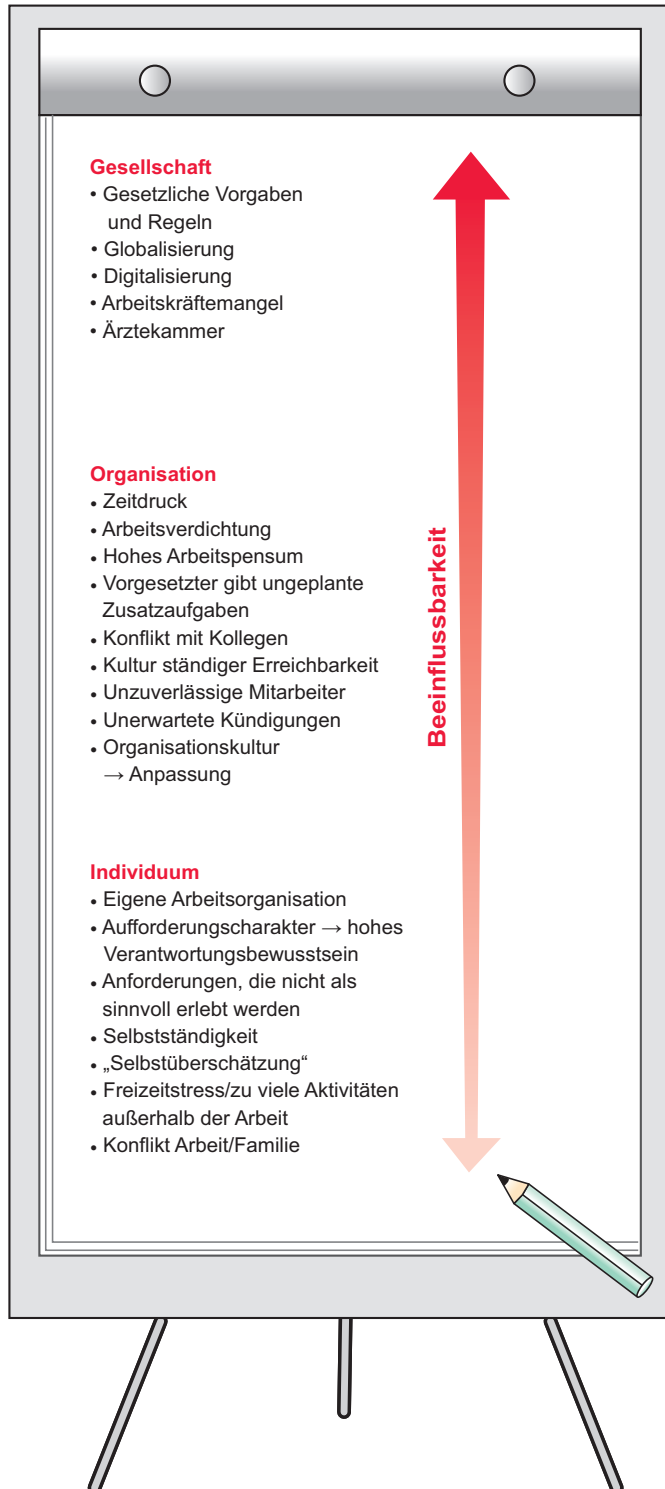 Gesellschaft
• Gesetzliche Vorgaben
und Regeln
• Globalisierung
• Digitalisierung
• Arbeitskräftemangel
• Ärztekammer
Organisation
• Zeitdruck
• Arbeitsverdichtung
• Hohes Arbeitspensum
• Vorgesetzter gibt ungeplante
Zusatzaufgaben
• Konflikt mit Kollegen
• Kultur ständiger Erreichbarkeit
• Unzuverlässige Mitarbeiter
• Unerwartete Kündigungen
• Organisationskultur
→ Anpassung
Individuum
• Eigene Arbeitsorganisation
• Aufforderungscharakter → hohes
Verantwortungsbewusstsein
• Anforderungen, die nicht als
sinnvoll erlebt werden
• Selbstständigkeit
• „Selbstüberschätzung“
• Freizeitstress/zu viele Aktivitäten
außerhalb der Arbeit
• Konflikt Arbeit/Familie
Beeinflussbarkeit